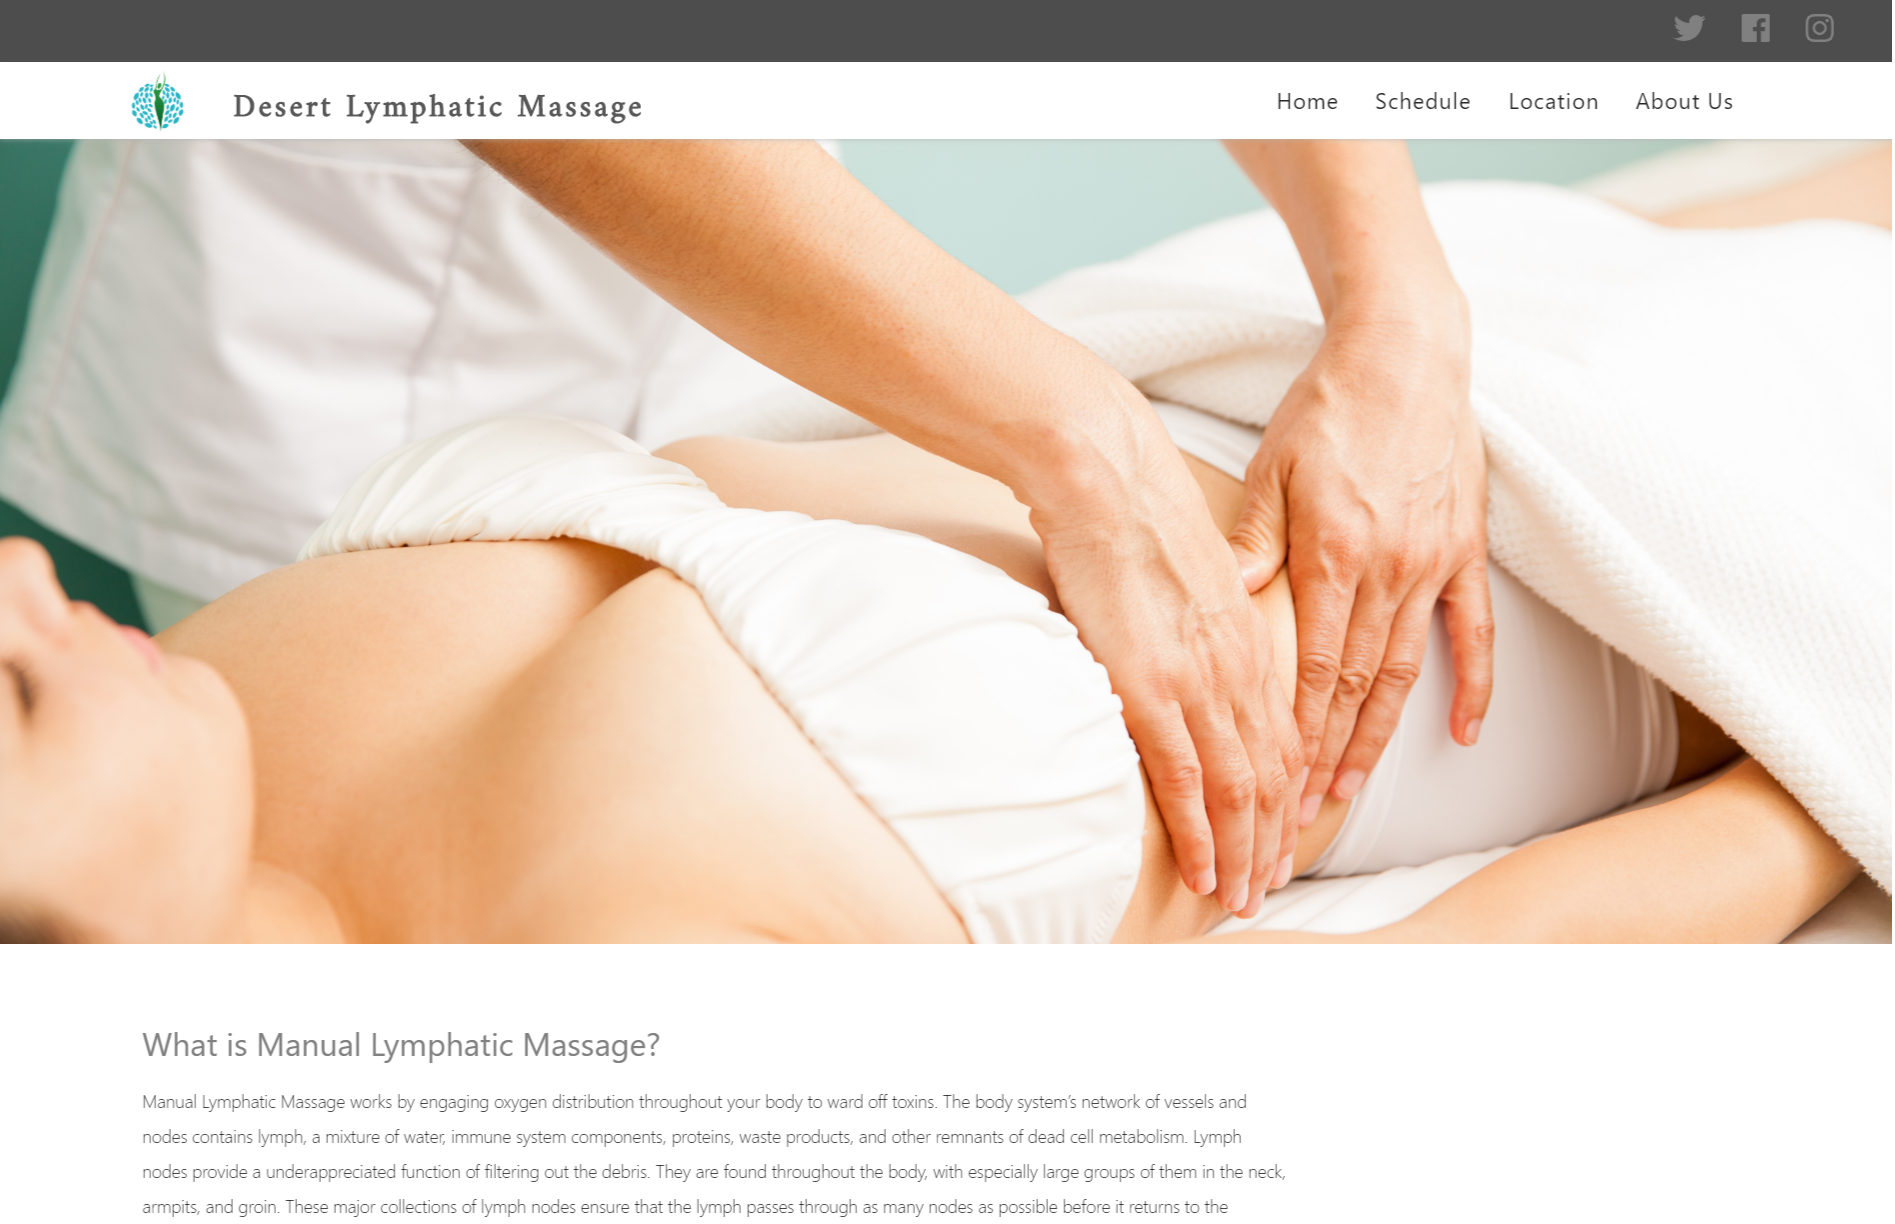 Desert Lymphatic Massage
Home Schedule Location About Us
What is Manual Lymphatic Massage?
Manual Lymphatic Massage works by engaging oxygen distribution throughout your body to ward off toxins. The body system’s network of vessels and
nodes contains lymph, a mixture of water, immune system components, proteins, waste products, and other remnants of dead cell metabolism. Lymph
nodes provide a underappreciated function of filtering out the debris. They are found throughout the body, with especially large groups of them in the neck,
armpits, and groin. These major collections of lymph nodes ensure that the lymph passes through as many nodes as possible before it returns to the